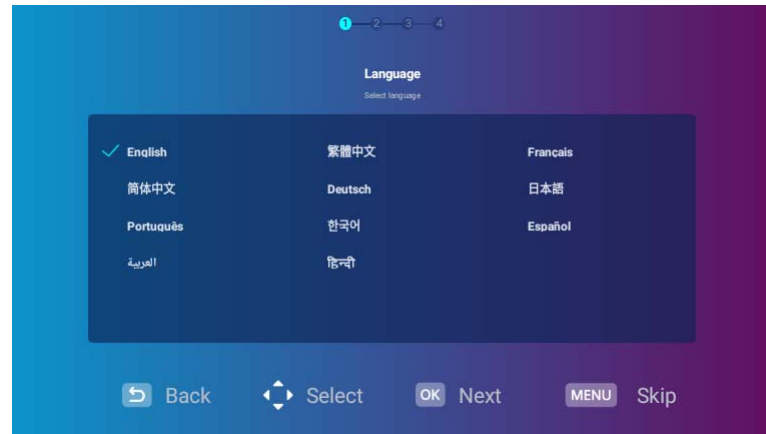 1 2 3 4
Language
Select language
English 繁體中文 Français
简体中文 Deutsch 日本語
Português 한국어 Español
العربية हिन्दी
Back Select OK Next MENU Skip